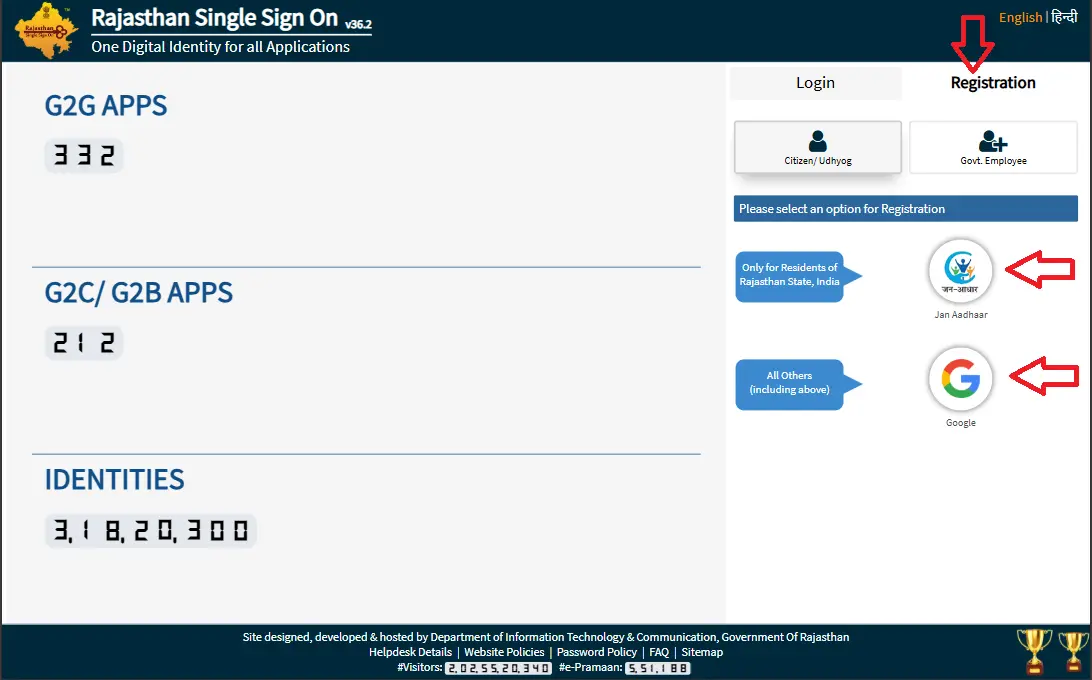 Rajasthan Single Sign On v36.2
One Digital Identity for all Applications
English | हिन्दी
G2G APPS
332
G2C/ G2B APPS
212
IDENTITIES
3,18,20,300
Login
Registration
Citizen/ Udhyog
Govt. Employee
Please select an option for Registration
Only for Residents of
Rajasthan State, India
जन-आधार
Jan Aadhaar
All Others
(including above)
Google
Site designed, developed & hosted by Department of Information Technology & Communication, Government Of Rajasthan
Helpdesk Details | Website Policies | Password Policy | FAQ | Sitemap
#Visitors: 2,02,55,20,340 #e-Pramaan: 5,51,188